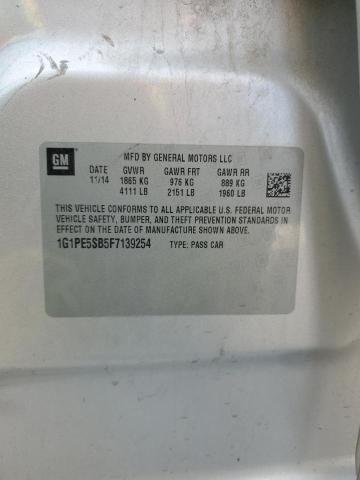 GM
MFD BY GENERAL MOTORS LLC
DATE GVWR GAWR FRT GAWR RR
11/14 1865 KG 976 KG 889 KG
4111 LB 2151 LB 1960 LB
THIS VEHICLE CONFORMS TO ALL APPLICABLE U.S. FEDERAL MOTOR
VEHICLE SAFETY, BUMPER, AND THEFT PREVENTION STANDARDS IN
EFFECT ON THE DATE OF MANUFACTURE SHOWN ABOVE.
1G1PE5SB5F7139254 TYPE: PASS CAR